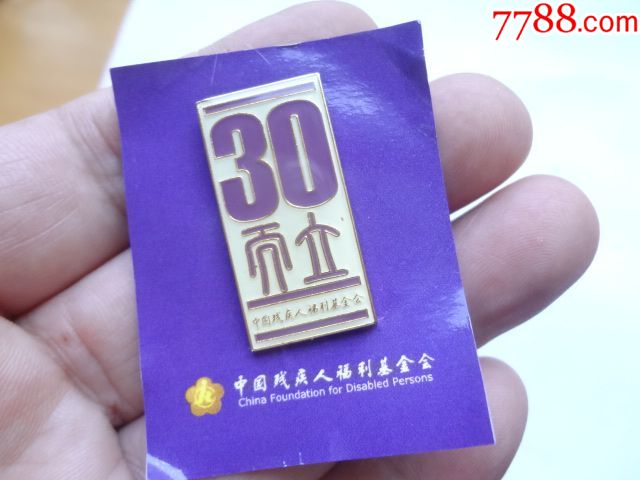 7788.com
30
而立
中国残疾人福利基金会
中国残疾人福利基金会
China Foundation for Disabled Persons